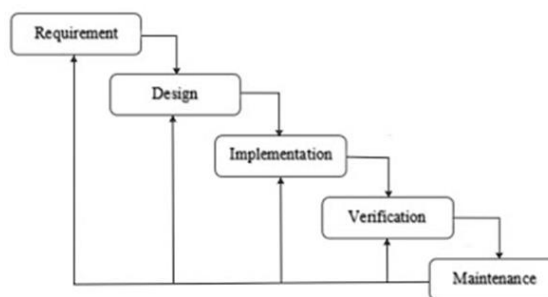 Requirement
Design
Implementation
Verification
Maintenance